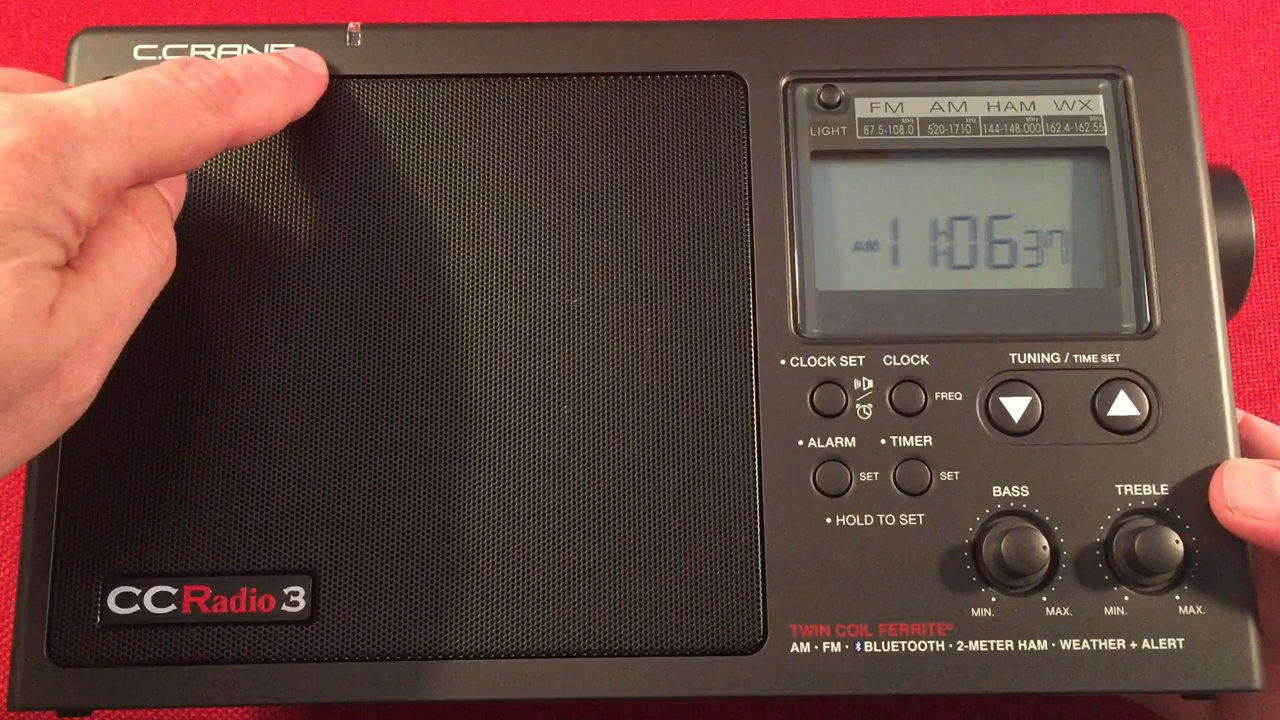 C.CRANE
FM AM HAM WX
MHz kHz MHz MHz
87.5-108.0 520-1710 144-148.000 162.4-162.55
LIGHT
AM 11:06 37
• CLOCK SET CLOCK
TUNING / TIME SET
FREQ
• ALARM • TIMER
SET SET
• HOLD TO SET
BASS TREBLE
MIN. MAX. MIN. MAX.
CCRadio 3
TWIN COIL FERRITE®
AM · FM · BLUETOOTH · 2-METER HAM · WEATHER + ALERT